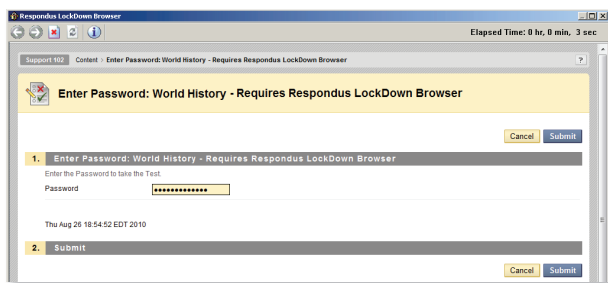 Respondus LockDown Browser
Elapsed Time: 0 hr, 0 min, 3 sec
Support 102 Content > Enter Password: World History - Requires Respondus LockDown Browser ?
Enter Password: World History - Requires Respondus LockDown Browser
Cancel Submit
1. Enter Password: World History - Requires Respondus LockDown Browser
Enter the Password to take the Test.
Password •••••••••••••
Thu Aug 26 18:54:52 EDT 2010
2. Submit
Cancel Submit